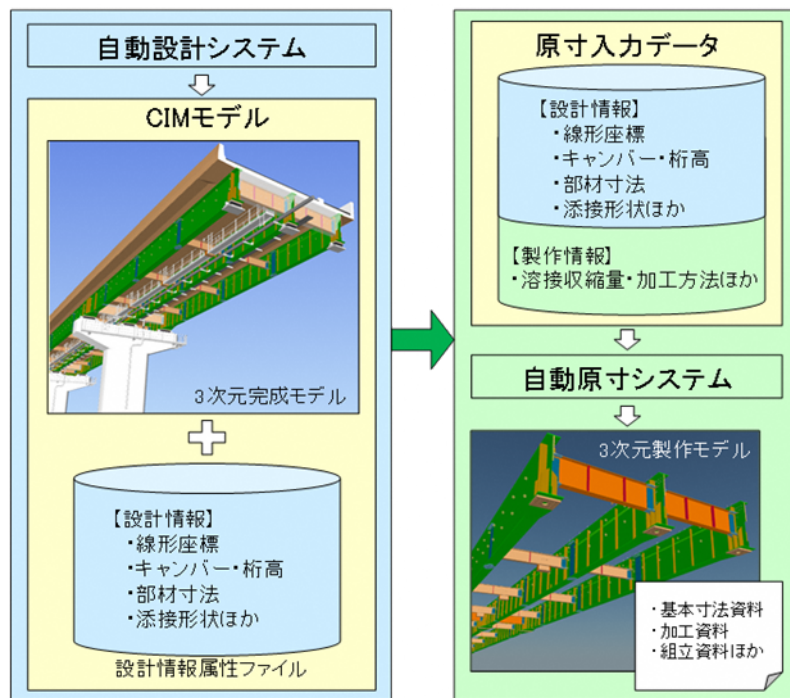 自動設計システム
CIMモデル
3次元完成モデル
【設計情報】
・線形座標
・キャンバー・桁高
・部材寸法
・添接形状ほか
設計情報属性ファイル
原寸入力データ
【設計情報】
・線形座標
・キャンバー・桁高
・部材寸法
・添接形状ほか
【製作情報】
・溶接収縮量・加工方法ほか
自動原寸システム
3次元製作モデル
・基本寸法資料
・加工資料
・組立資料ほか